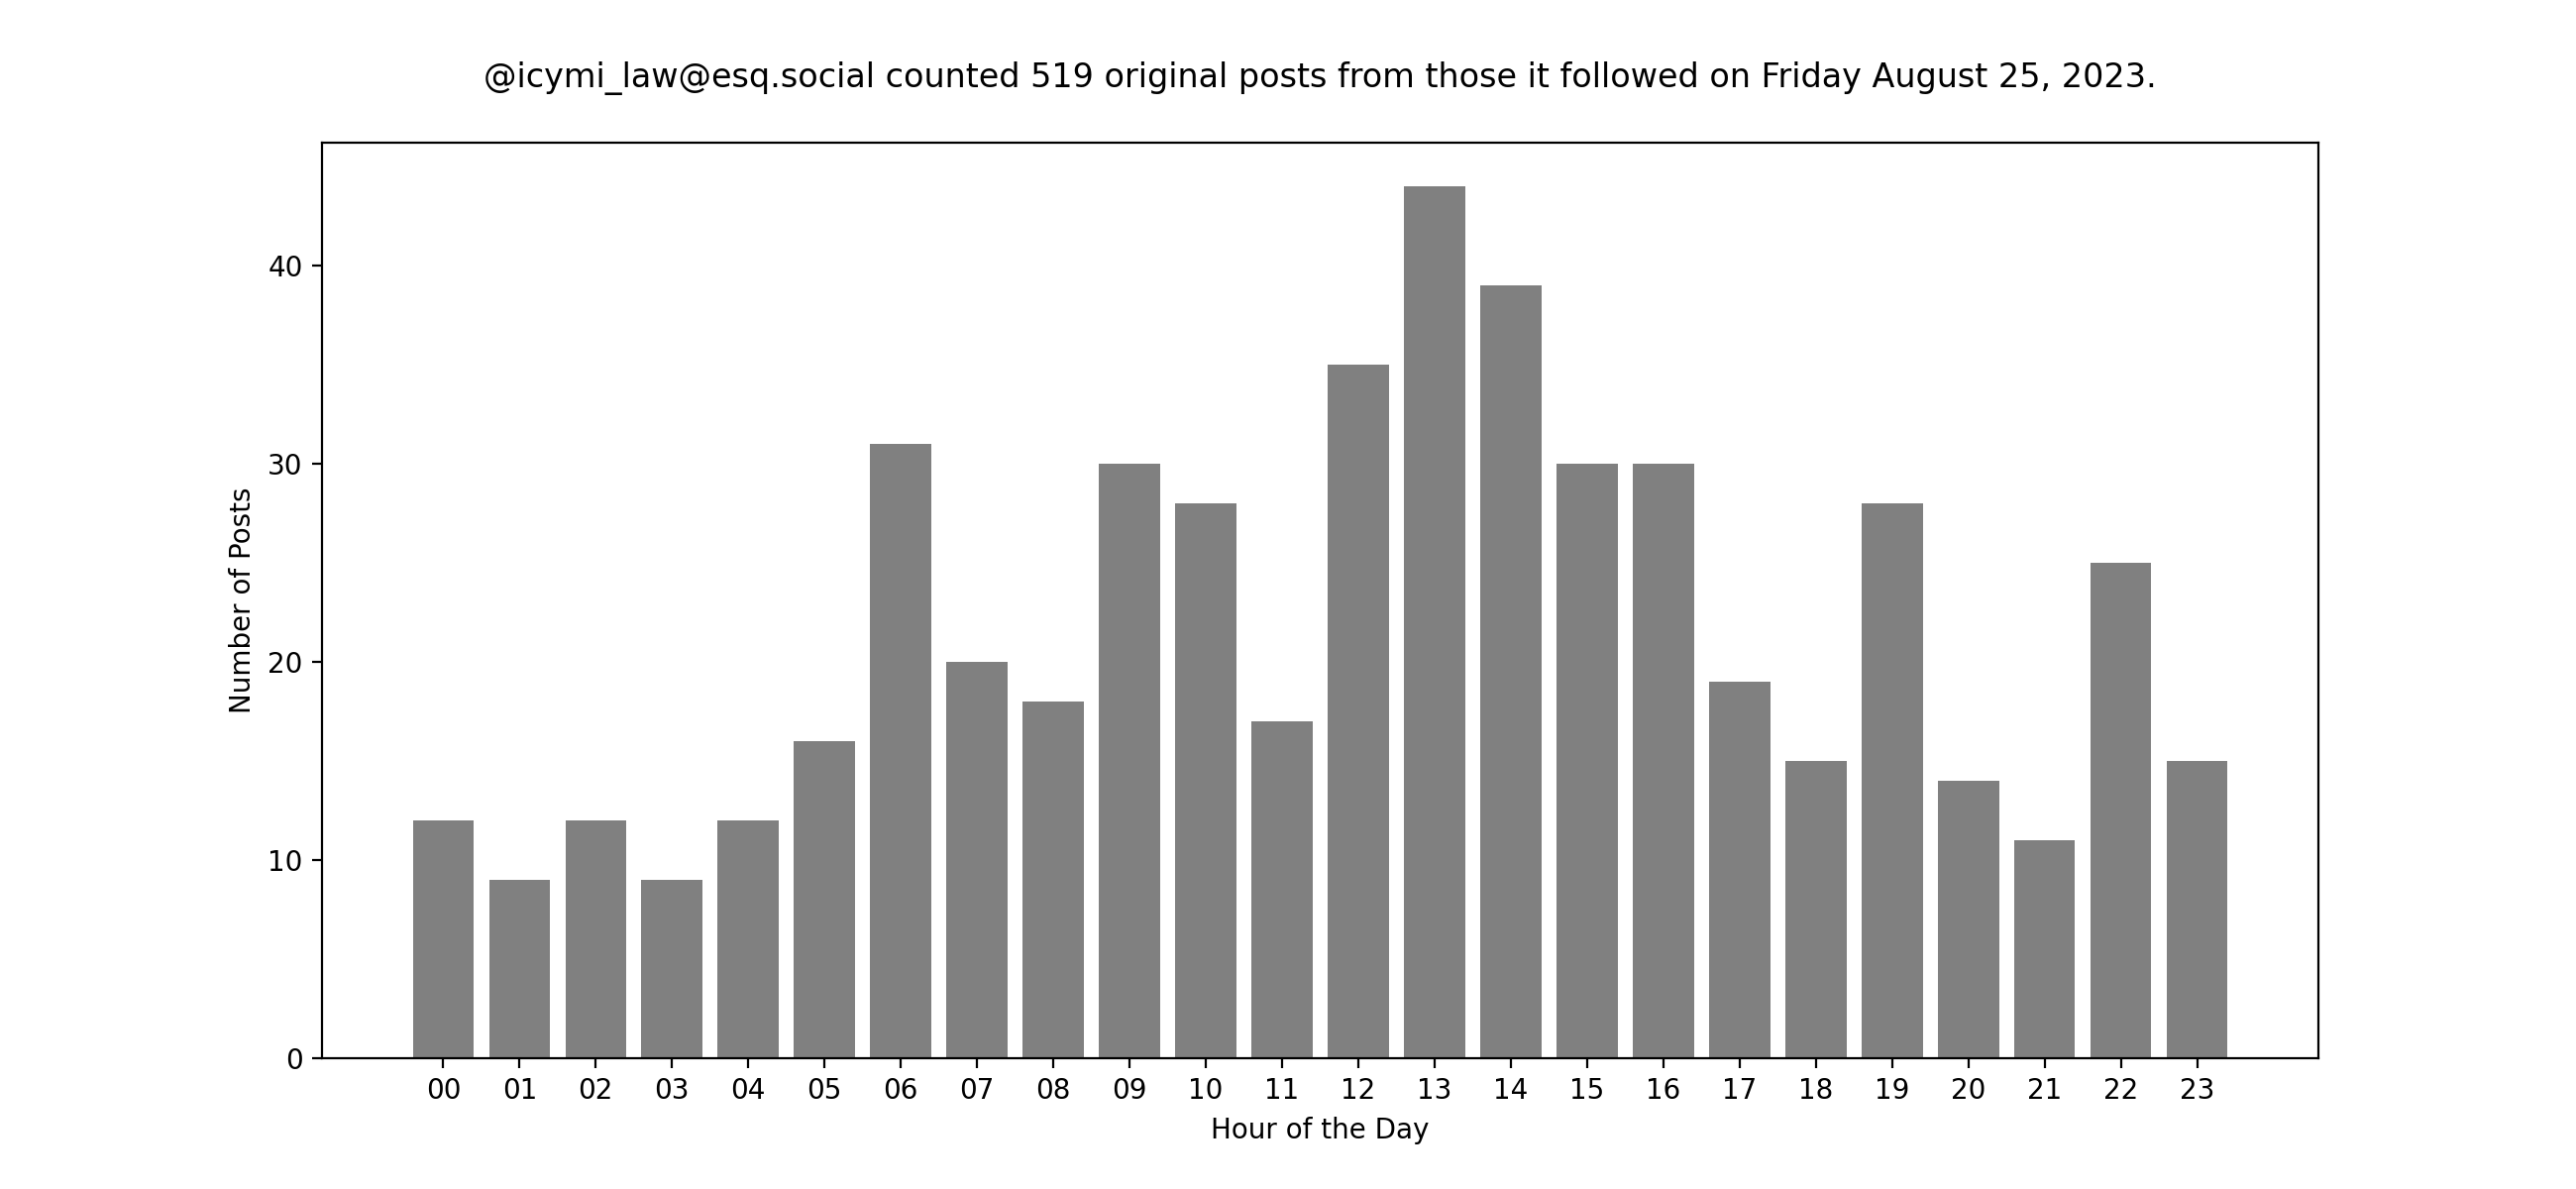 @icymi_law@esq.social counted 519 original posts from those it followed on Friday August 25, 2023.
Number of Posts
40
30
20
10
0
00 01 02 03 04 05 06 07 08 09 10 11 12 13 14 15 16 17 18 19 20 21 22 23
Hour of the Day